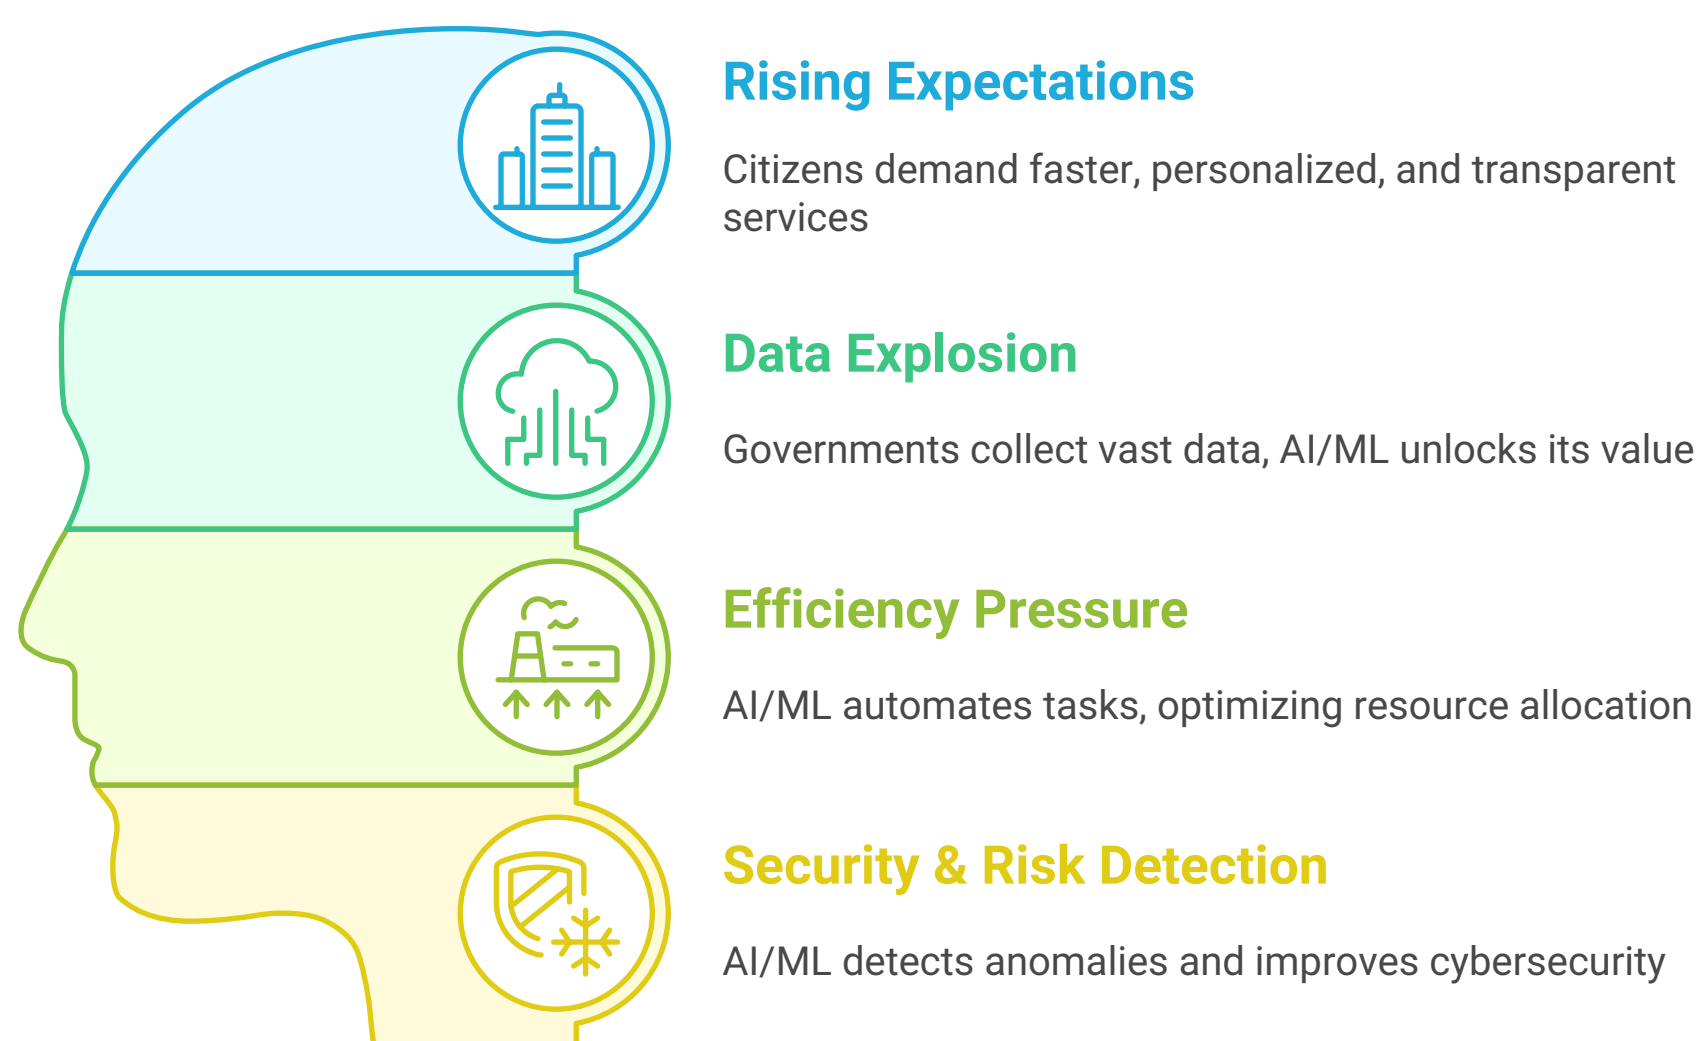 Rising Expectations
Citizens demand faster, personalized, and transparent
services
Data Explosion
Governments collect vast data, AI/ML unlocks its value
Efficiency Pressure
AI/ML automates tasks, optimizing resource allocation
Security & Risk Detection
AI/ML detects anomalies and improves cybersecurity